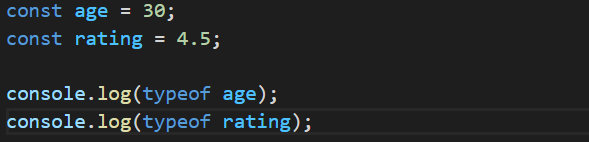 const age = 30;
const rating = 4.5;
console.log(typeof age);
console.log(typeof rating);